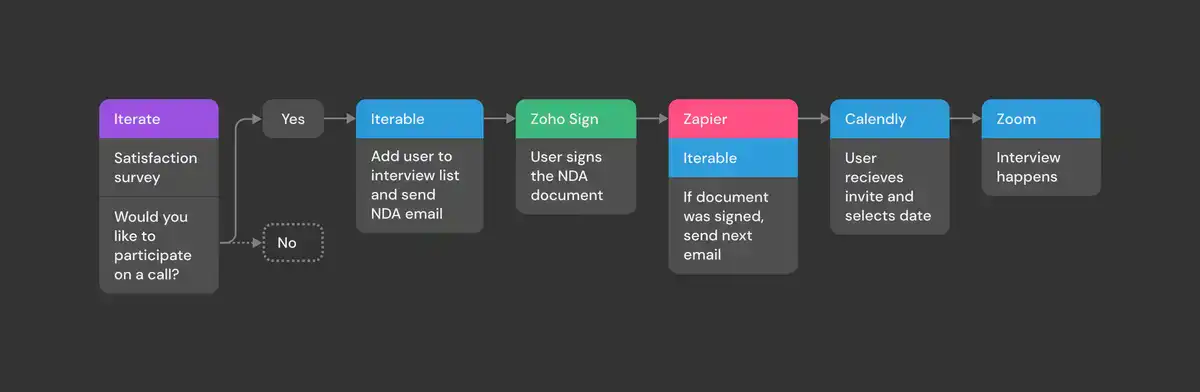 Iterate
Satisfaction
survey
Would you
like to
participate
on a call?
Yes
No
Iterable
Add user to
interview list
and send
NDA email
Zoho Sign
User signs
the NDA
document
Zapier
Iterable
If document
was signed,
send next
email
Calendly
User
recieves
invite and
selects date
Zoom
Interview
happens